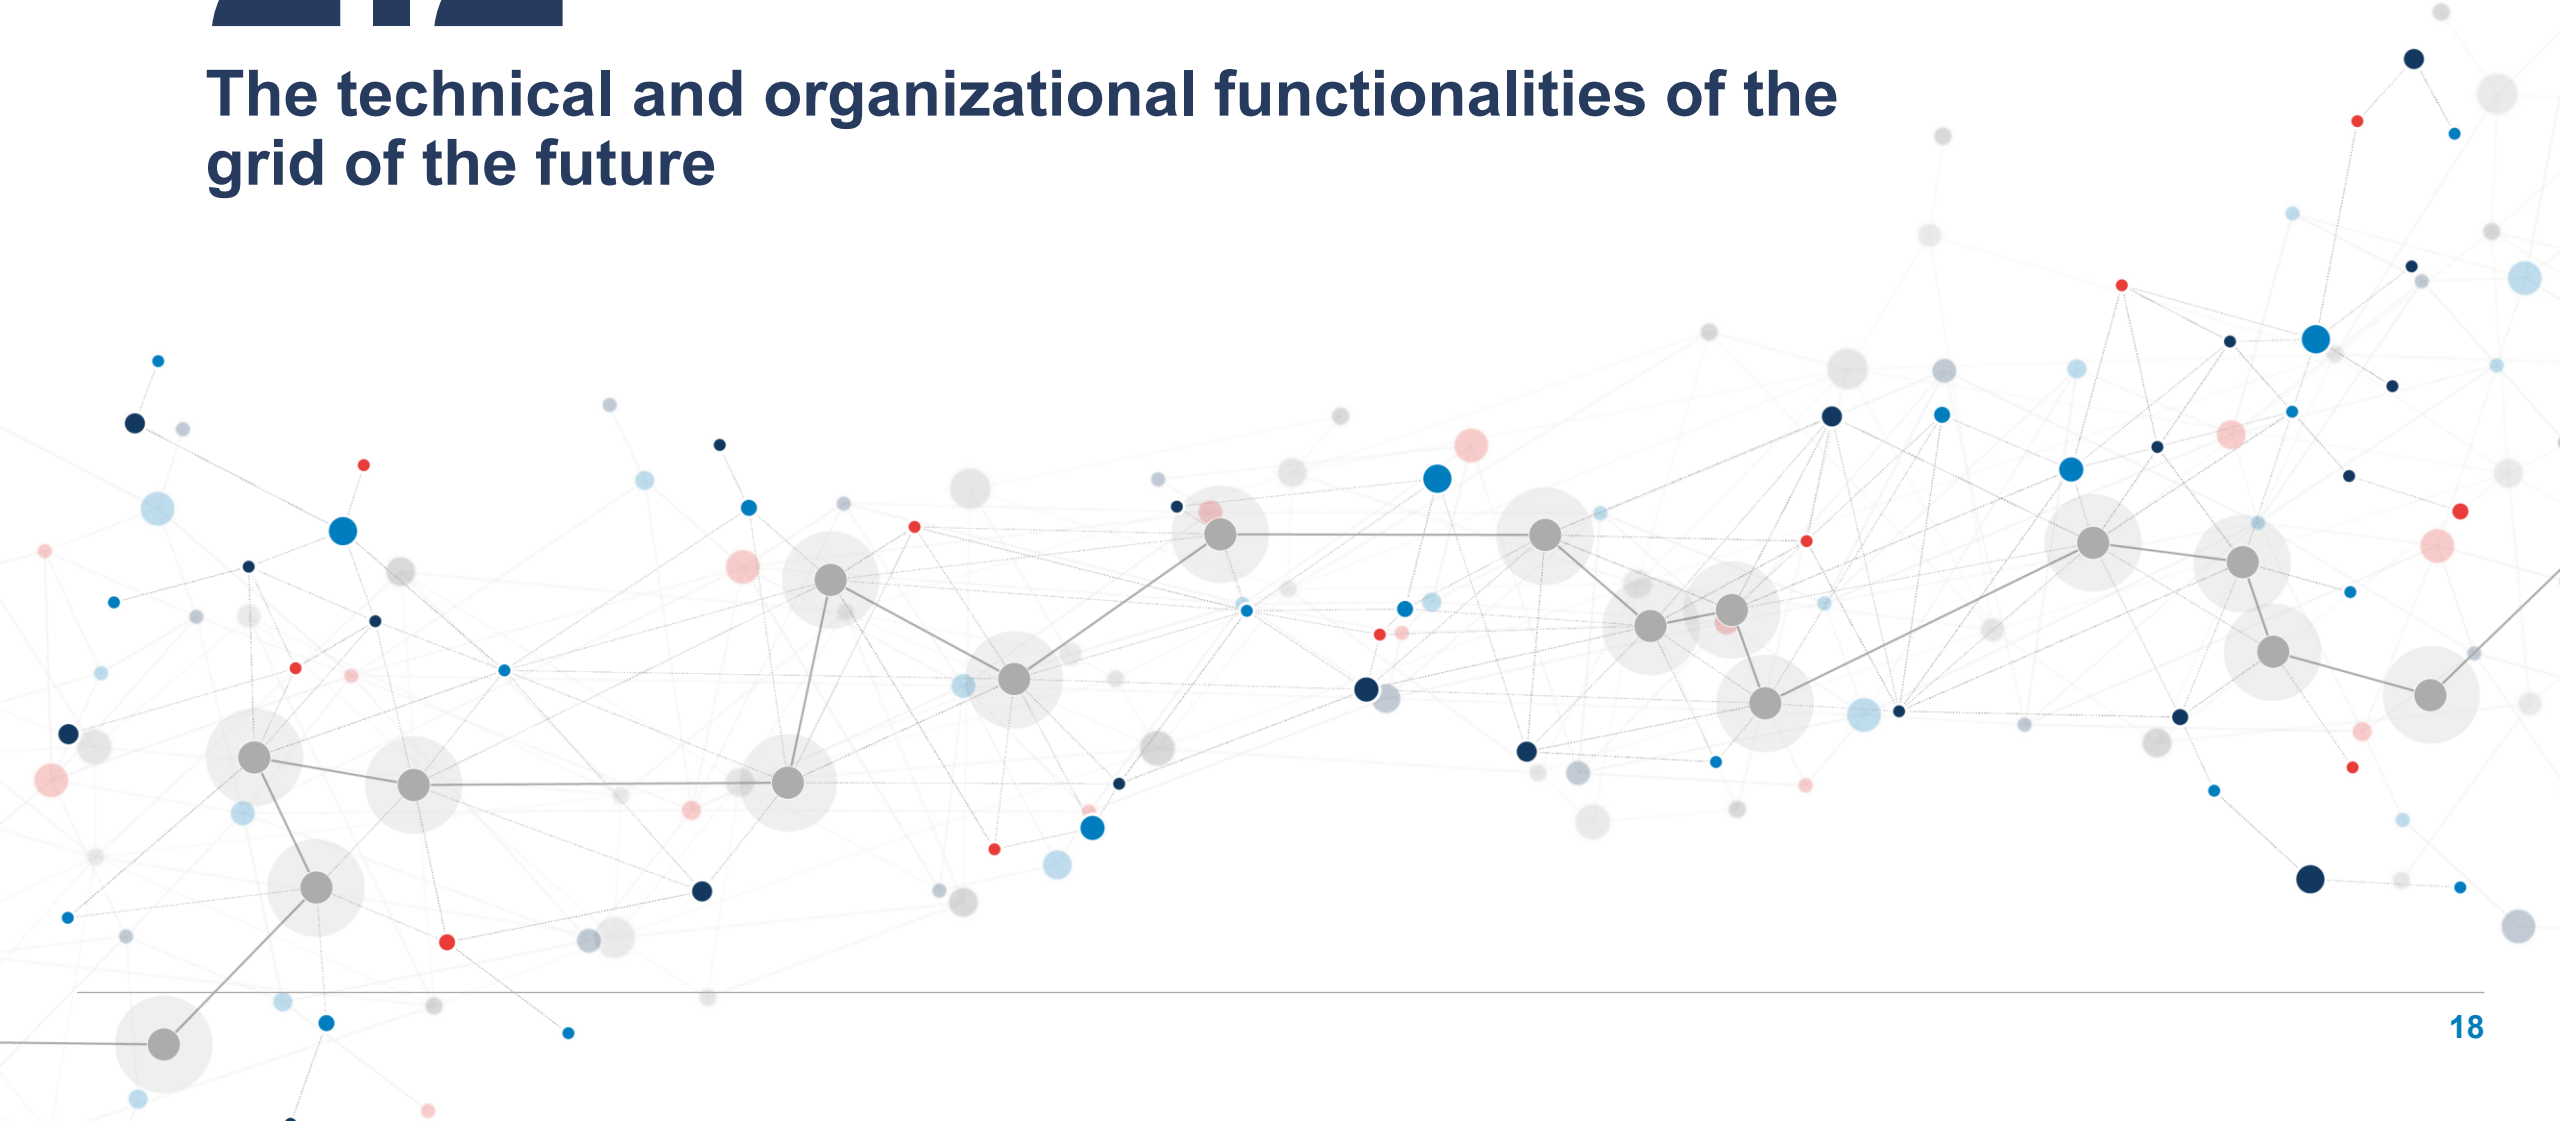 The technical and organizational functionalities of the
grid of the future
18